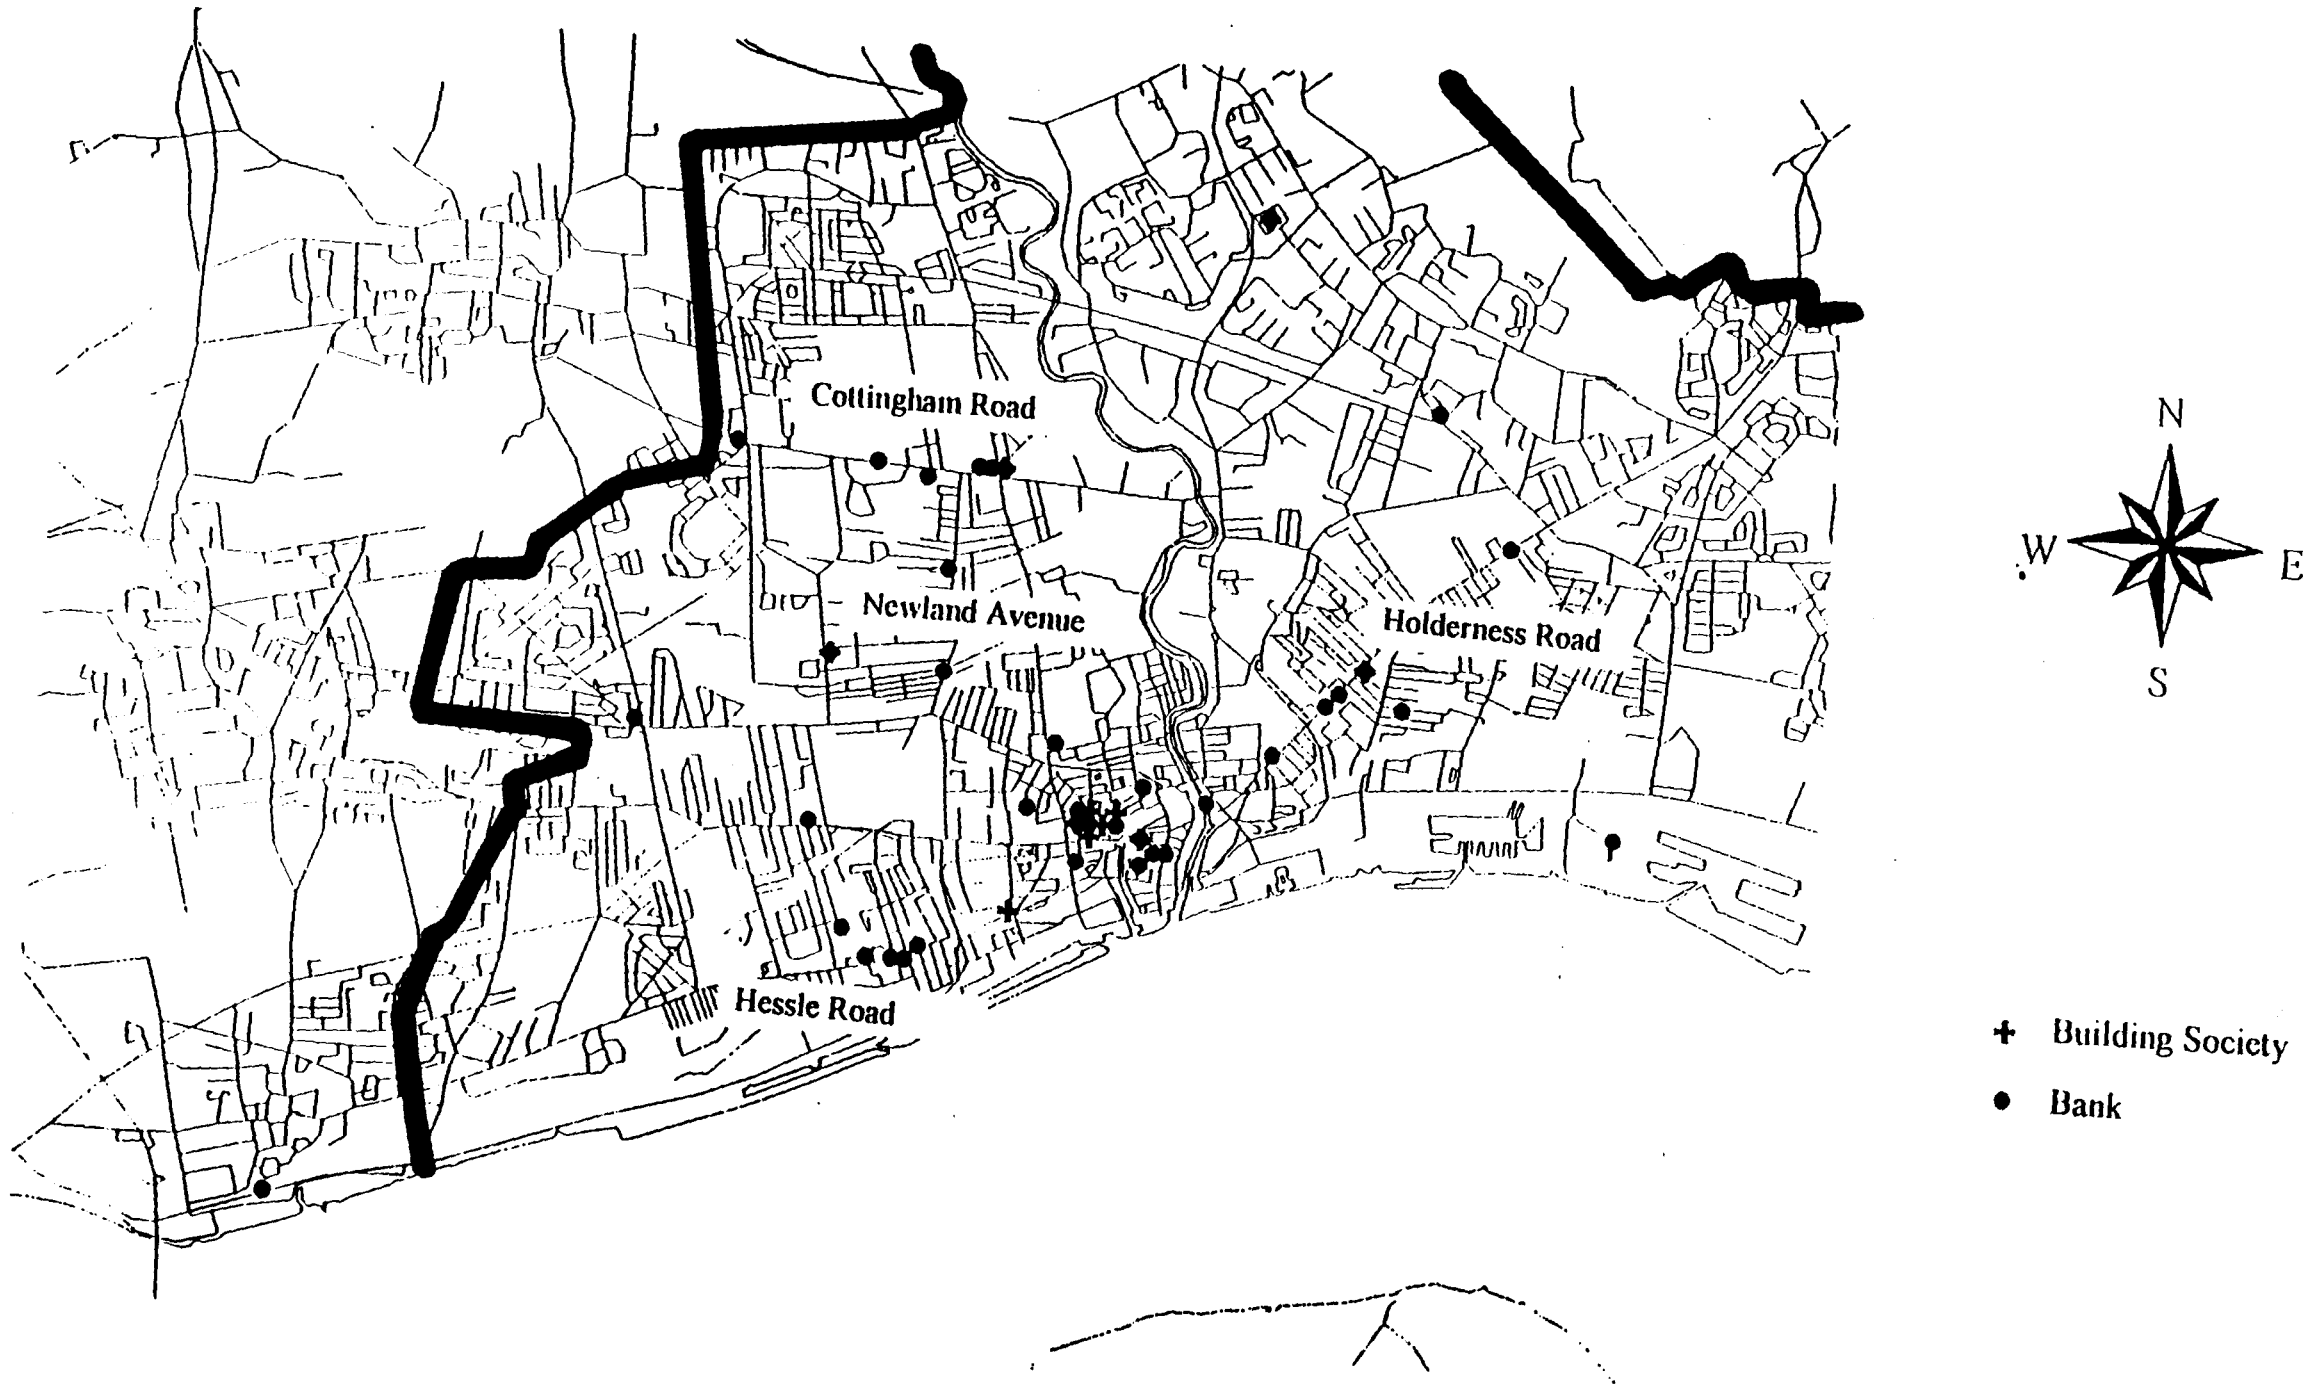 Cottingham Road
Newland Avenue
Holderness Road
Hessle Road
N
W
E
S
Building Society
Bank